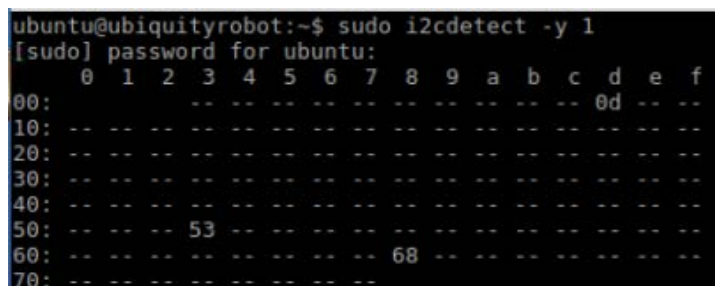 ubuntu@ubiquityrobot:~$ sudo i2cdetect -y 1
[sudo] password for ubuntu:
     0  1  2  3  4  5  6  7  8  9  a  b  c  d  e  f
00:          -- -- -- -- -- -- -- -- -- -- 0d -- --
10: -- -- -- -- -- -- -- -- -- -- -- -- -- -- -- --
20: -- -- -- -- -- -- -- -- -- -- -- -- -- -- -- --
30: -- -- -- -- -- -- -- -- -- -- -- -- -- -- -- --
40: -- -- -- -- -- -- -- -- -- -- -- -- -- -- -- --
50: -- -- -- 53 -- -- -- -- -- -- -- -- -- -- -- --
60: -- -- -- -- -- -- -- -- 68 -- -- -- -- -- -- --
70: -- -- -- -- -- -- -- --